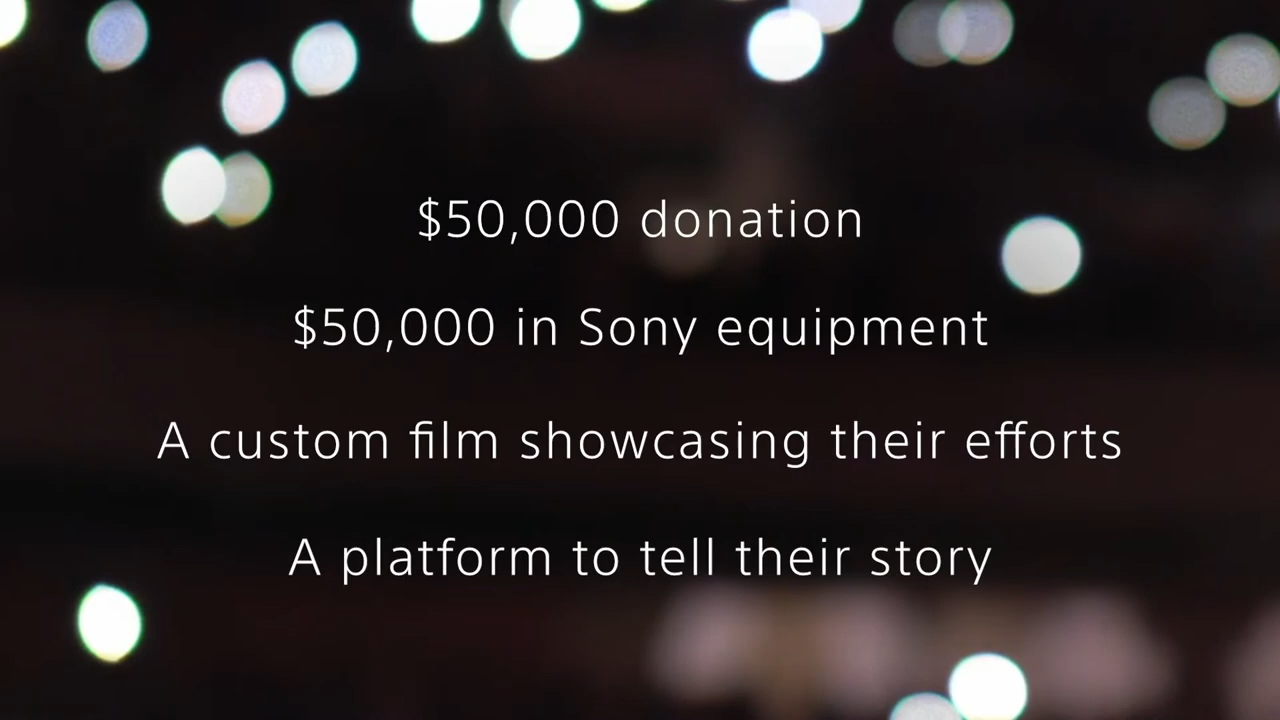 $50,000 donation
$50,000 in Sony equipment
A custom film showcasing their efforts
A platform to tell their story